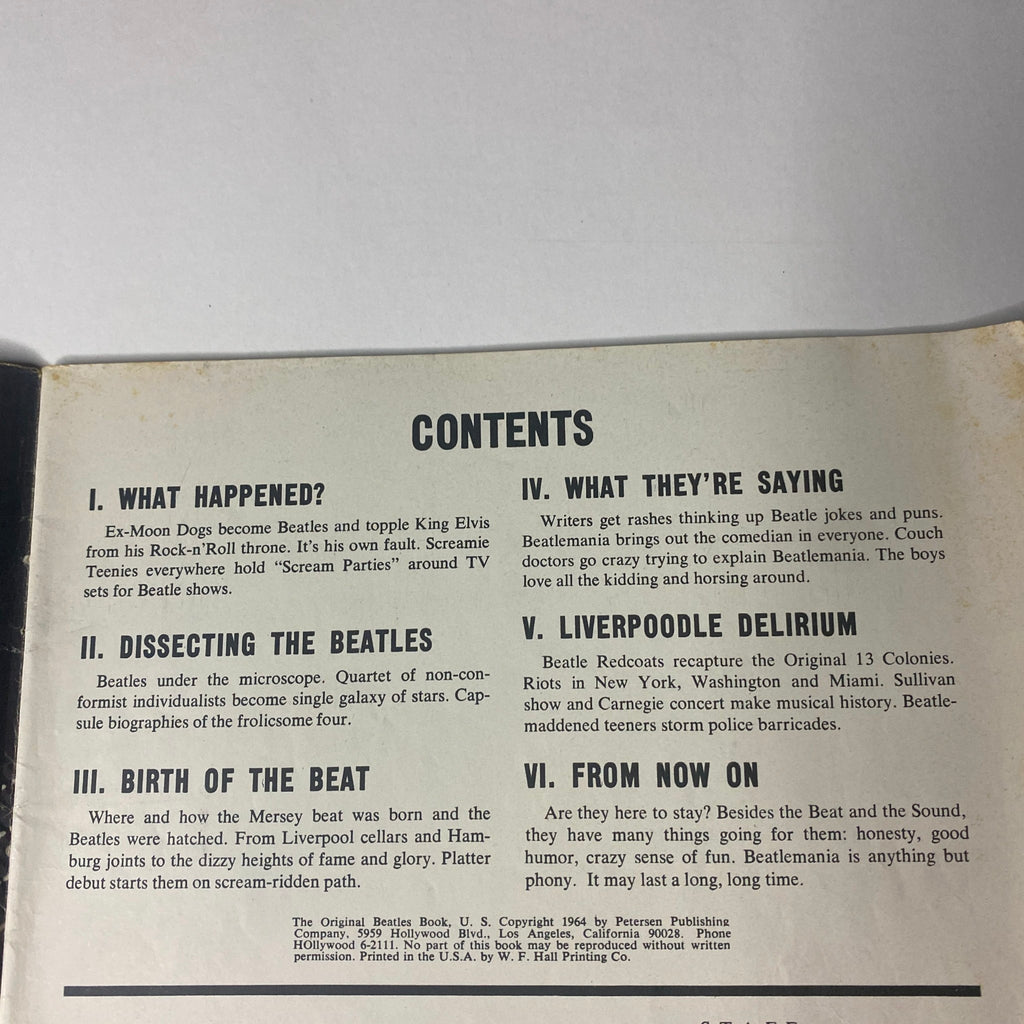 CONTENTS
I. WHAT HAPPENED?
Ex-Moon Dogs become Beatles and topple King Elvis
from his Rock-n'Roll throne. It's his own fault. Screamie
Teenies everywhere hold "Scream Parties" around TV
sets for Beatle shows.
II. DISSECTING THE BEATLES
Beatles under the microscope. Quartet of non-con-
formist individualists become single galaxy of stars. Cap-
sule biographies of the frolicsome four.
III. BIRTH OF THE BEAT
Where and how the Mersey beat was born and the
Beatles were hatched. From Liverpool cellars and Ham-
burg joints to the dizzy heights of fame and glory. Platter
debut starts them on scream-ridden path.
IV. WHAT THEY'RE SAYING
Writers get rashes thinking up Beatle jokes and puns.
Beatlemania brings out the comedian in everyone. Couch
doctors go crazy trying to explain Beatlemania. The boys
love all the kidding and horsing around.
V. LIVERPOODLE DELIRIUM
Beatle Redcoats recapture the Original 13 Colonies.
Riots in New York, Washington and Miami. Sullivan
show and Carnegie concert make musical history. Beatle-
maddened teeners storm police barricades.
VI. FROM NOW ON
Are they here to stay? Besides the Beat and the Sound,
they have many things going for them: honesty, good
humor, crazy sense of fun. Beatlemania is anything but
phony. It may last a long, long time.
The Original Beatles Book, U. S. Copyright 1964 by Petersen Publishing
Company, 5959 Hollywood Blvd., Los Angeles, California 90028. Phone
HOllywood 6-2111. No part of this book may be reproduced without written
permission. Printed in the U.S.A. by W. F. Hall Printing Co.